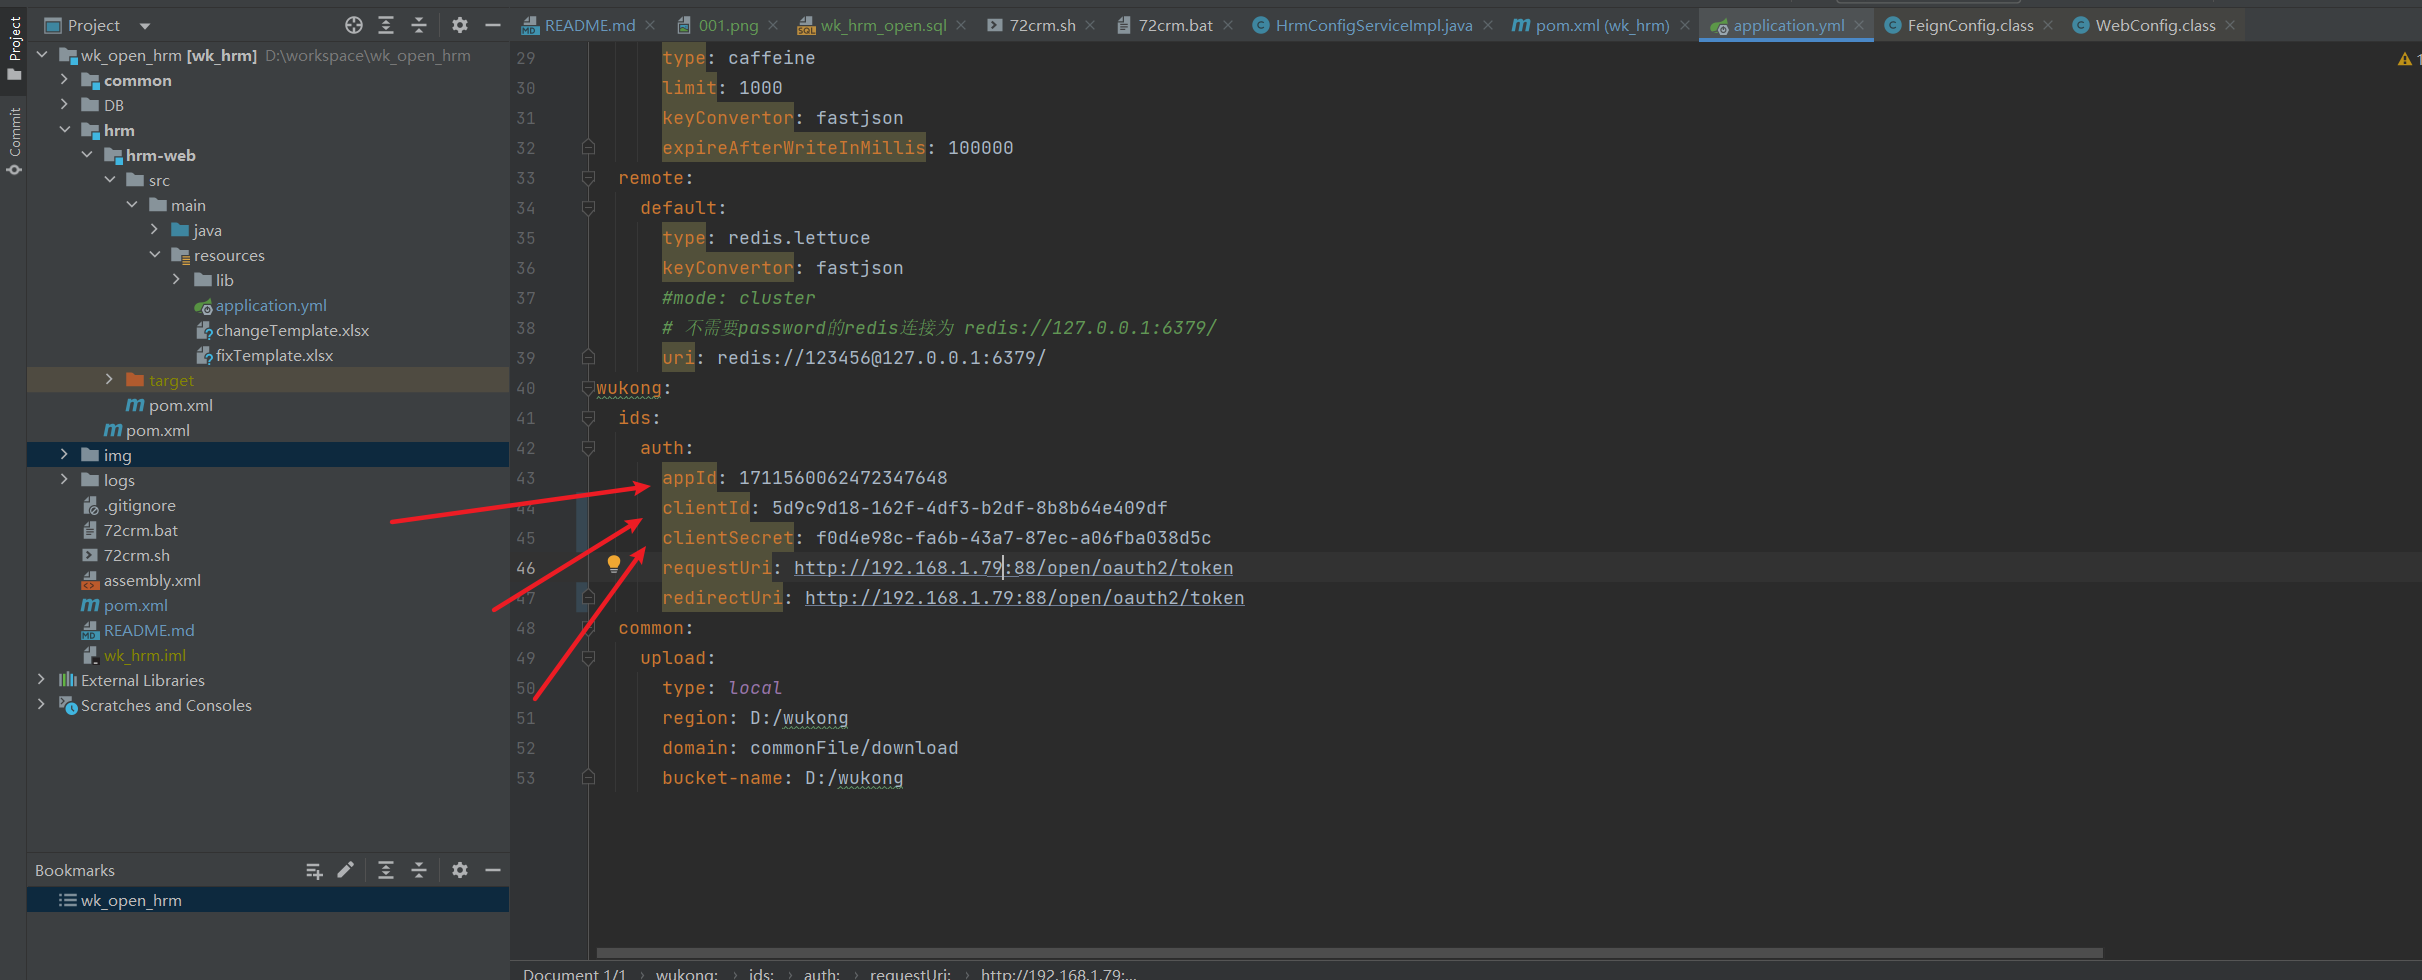 Project
README.md
001.png
wk_hrm_open.sql
72crm.sh
72crm.bat
HrmConfigServiceImpl.java
pom.xml (wk_hrm)
application.yml
FeignConfig.class
WebConfig.class
Project
Commit
wk_open_hrm [wk_hrm] D:\workspace\wk_open_hrm
common
DB
hrm
hrm-web
src
main
java
resources
lib
application.yml
changeTemplate.xlsx
fixTemplate.xlsx
target
pom.xml
pom.xml
img
logs
.gitignore
72crm.bat
72crm.sh
assembly.xml
pom.xml
README.md
wk_hrm.iml
External Libraries
Scratches and Consoles
Bookmarks
wk_open_hrm
29 type: caffeine
30 limit: 1000
31 keyConvertor: fastjson
32 expireAfterWriteInMillis: 100000
33 remote:
34 default:
35 type: redis.lettuce
36 keyConvertor: fastjson
37 #mode: cluster
38 # 不需要password的redis连接为 redis://127.0.0.1:6379/
39 uri: redis://123456@127.0.0.1:6379/
40 wukong:
41 ids:
42 auth:
43 appId: 1711560062472347648
44 clientId: 5d9c9d18-162f-4df3-b2df-8b8b64e409df
45 clientSecret: f0d4e98c-fa6b-43a7-87ec-a06fba038d5c
46 requestUri: http://192.168.1.79:88/open/oauth2/token
47 redirectUri: http://192.168.1.79:88/open/oauth2/token
48 common:
49 upload:
50 type: local
51 region: D:/wukong
52 domain: commonFile/download
53 bucket-name: D:/wukong
1
Document 1/1 › wukong: › ids: › auth: › requestUri: › http://192.168.1.79:...